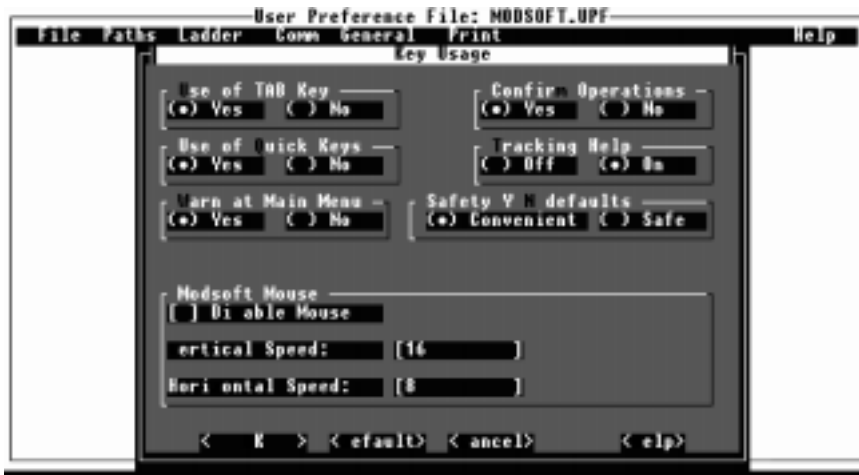 User Preference File: MODSOFT.UPF
File Paths Ladder Comm General Print Help
Key Usage
se of TAB Key Confir Operations
(•) Yes ( ) No (•) Yes ( ) No
Use of uick Keys racking Help
(•) Yes ( ) No ( ) Off (•) On
arn at Main Menu Safety Y N defaults
(•) Yes ( ) No (•) Convenient ( ) Safe
Modsoft Mouse
[ ] Di able Mouse
ertical Speed: [16 ]
Hori ontal Speed: [8 ]
< K > < efault> < ancel> < elp>